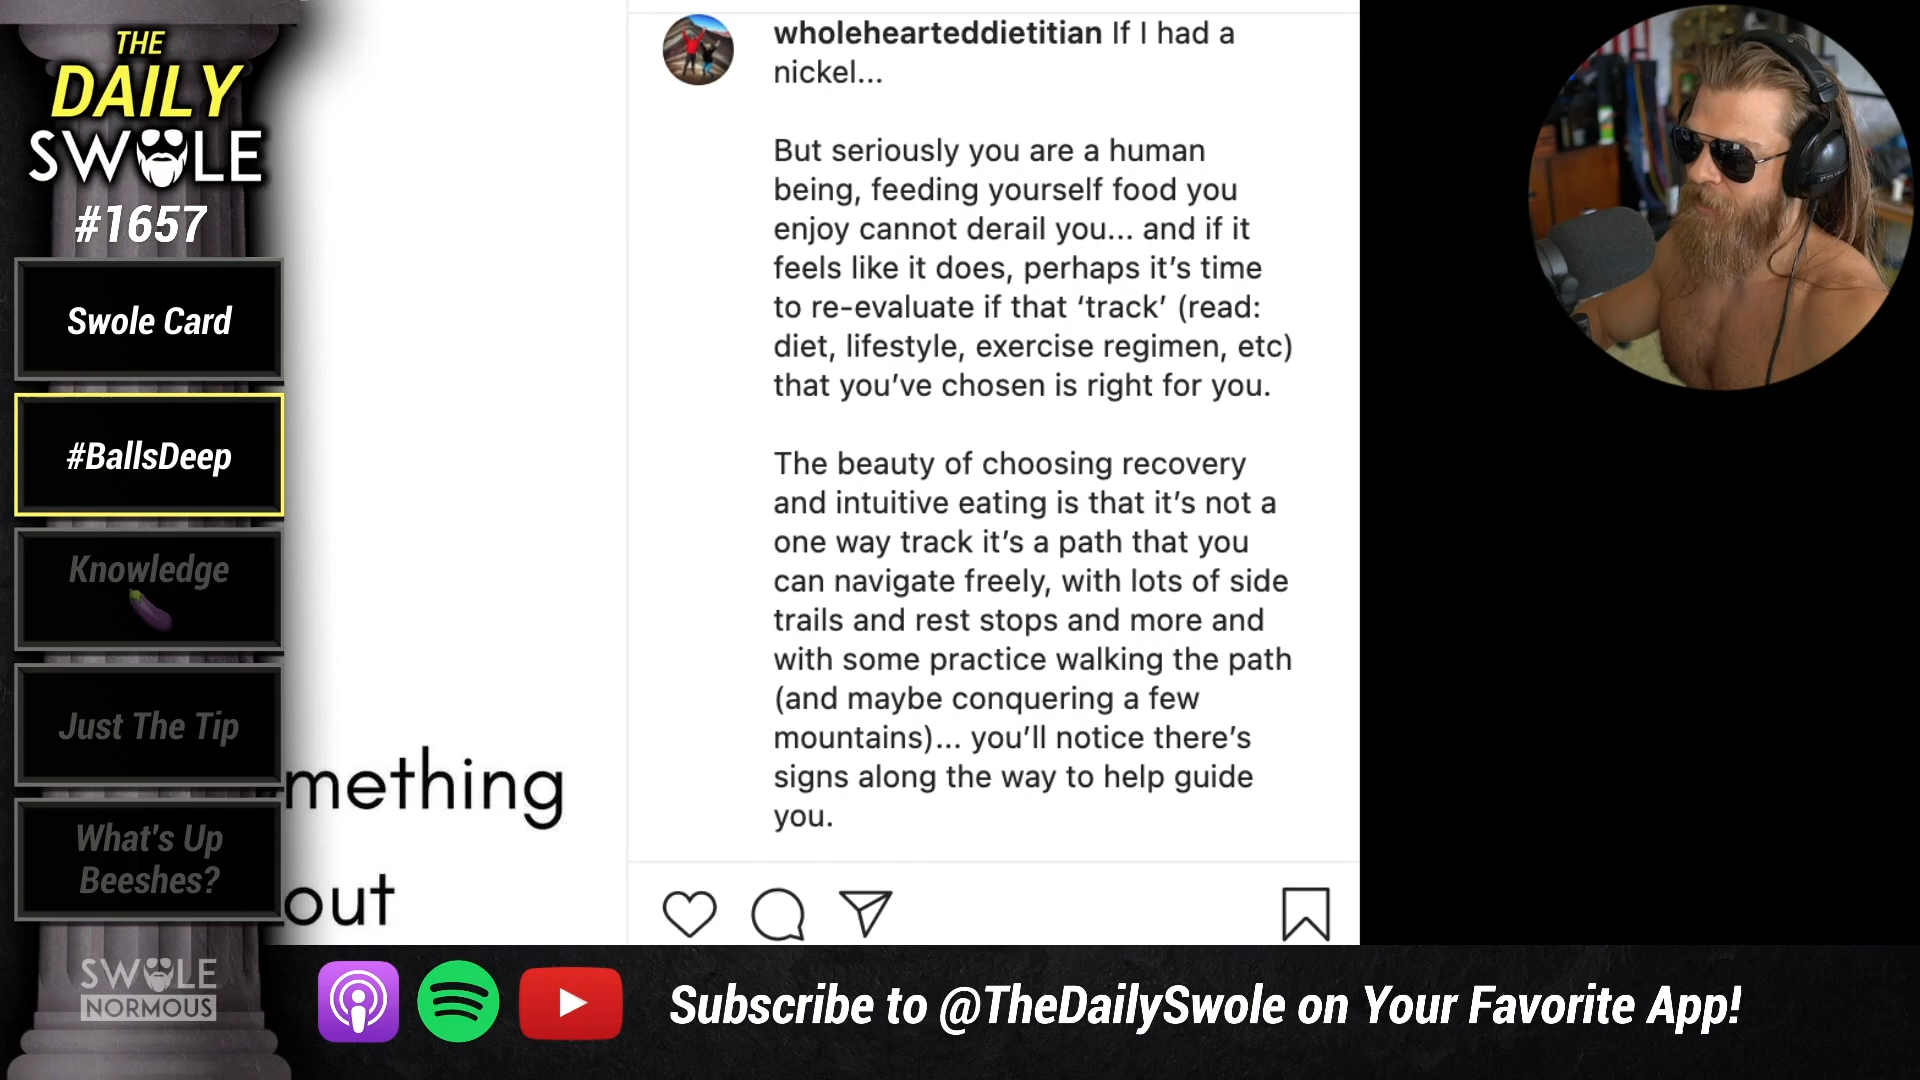 THE
DAILY
SWOLE
#1657
Swole Card
#BallsDeep
Knowledge
Just The Tip
What's Up
Beeshes?
SWOLE
NORMOUS
mething
out
wholehearteddietitian If I had a
nickel...
But seriously you are a human
being, feeding yourself food you
enjoy cannot derail you... and if it
feels like it does, perhaps it’s time
to re-evaluate if that ‘track’ (read:
diet, lifestyle, exercise regimen, etc)
that you’ve chosen is right for you.
The beauty of choosing recovery
and intuitive eating is that it’s not a
one way track it’s a path that you
can navigate freely, with lots of side
trails and rest stops and more and
with some practice walking the path
(and maybe conquering a few
mountains)... you’ll notice there’s
signs along the way to help guide
you.
Subscribe to @TheDailySwole on Your Favorite App!